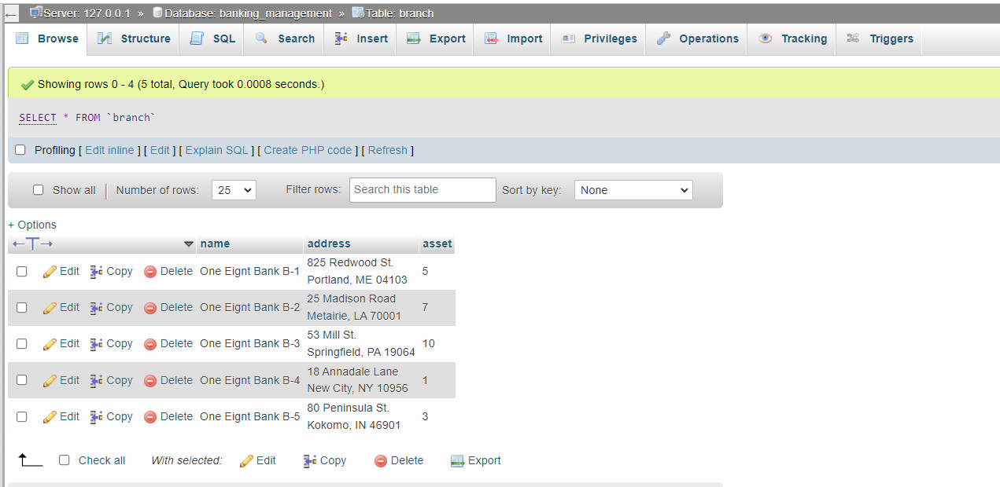 Server: 127.0.0.1 » Database: banking_management » Table: branch
Browse Structure SQL Search Insert Export Import Privileges Operations Tracking Triggers
Showing rows 0 - 4 (5 total, Query took 0.0008 seconds.)
SELECT * FROM `branch`
Profiling [ Edit inline ] [ Edit ] [ Explain SQL ] [ Create PHP code ] [ Refresh ]
Show all | Number of rows: 25 Filter rows: Search this table Sort by key: None
+ Options
←T→ name address asset
Edit Copy Delete One Eignt Bank B-1 825 Redwood St. 5
Portland, ME 04103
Edit Copy Delete One Eignt Bank B-2 25 Madison Road 7
Metairie, LA 70001
Edit Copy Delete One Eignt Bank B-3 53 Mill St. 10
Springfield, PA 19064
Edit Copy Delete One Eignt Bank B-4 18 Annadale Lane 1
New City, NY 10956
Edit Copy Delete One Eignt Bank B-5 80 Peninsula St. 3
Kokomo, IN 46901
Check all With selected: Edit Copy Delete Export